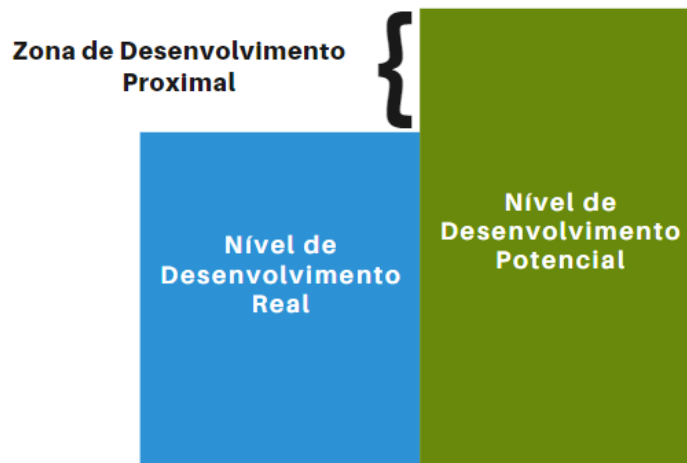 Zona de Desenvolvimento
Proximal
{
Nível de
Desenvolvimento
Real
Nível de
Desenvolvimento
Potencial